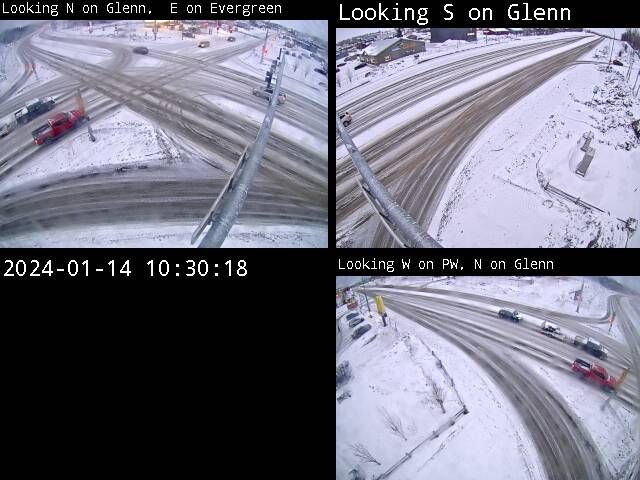 Looking N on Glenn,  E on Evergreen
Looking S on Glenn
2024-01-14 10:30:18
Looking W on PW, N on Glenn